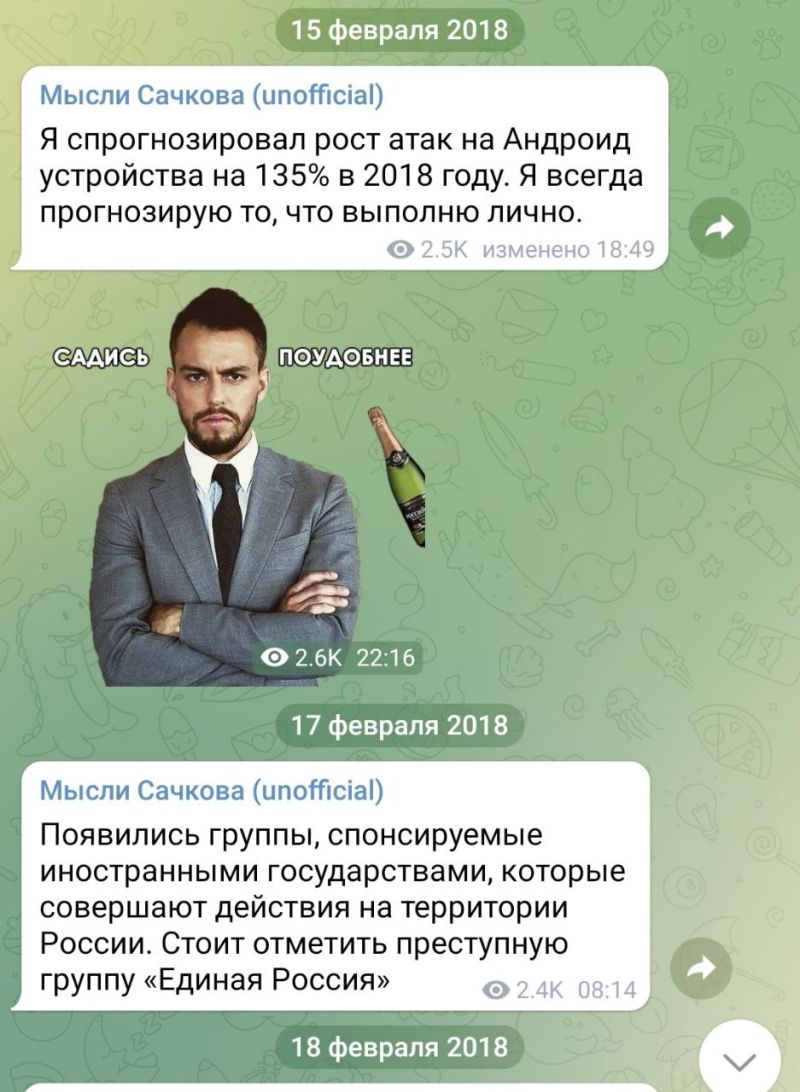 15 февраля 2018
Мысли Сачкова (unofficial)
Я спрогнозировал рост атак на Андроид
устройства на 135% в 2018 году. Я всегда
прогнозирую то, что выполню лично.
2.5K изменено 18:49
САДИСЬ ПОУДОБНЕЕ
2.6K 22:16
17 февраля 2018
Мысли Сачкова (unofficial)
Появились группы, спонсируемые
иностранными государствами, которые
совершают действия на территории
России. Стоит отметить преступную
группу «Единая Россия»
2.4K 08:14
18 февраля 2018